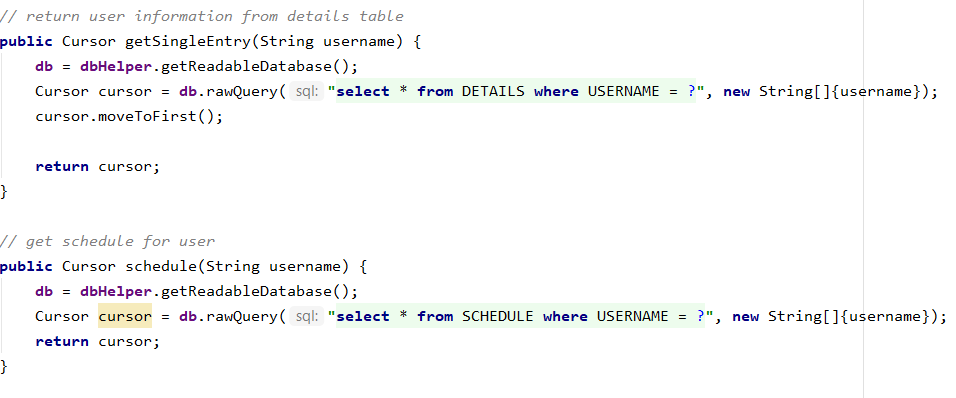 // return user information from details table
public Cursor getSingleEntry(String username) {
db = dbHelper.getReadableDatabase();
Cursor cursor = db.rawQuery( sql: "select * from DETAILS where USERNAME = ?", new String[]{username});
cursor.moveToFirst();
return cursor;
}
// get schedule for user
public Cursor schedule(String username) {
db = dbHelper.getReadableDatabase();
Cursor cursor = db.rawQuery( sql: "select * from SCHEDULE where USERNAME = ?", new String[]{username});
return cursor;
}